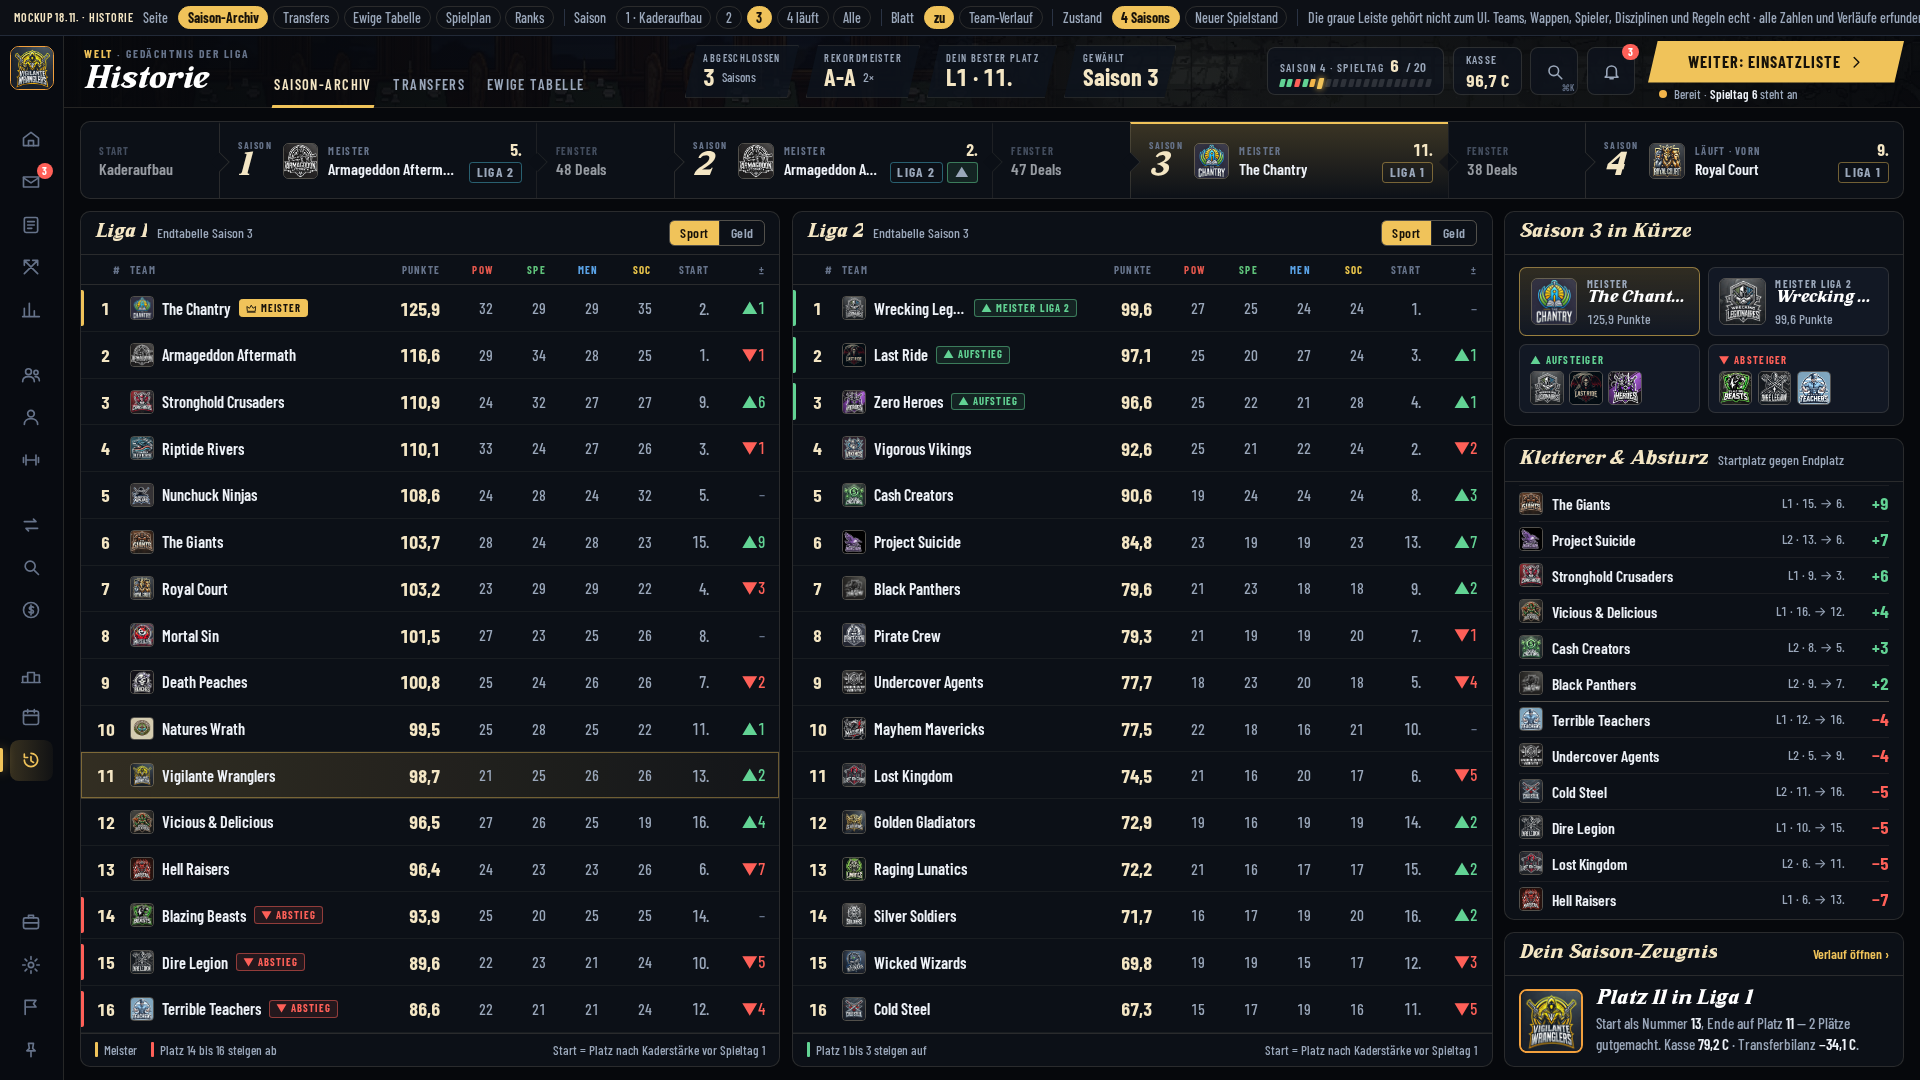 MOCKUP 18.11. · HISTORIE Seite Saison-Archiv Transfers Ewige Tabelle Spielplan Ranks Saison 1 · Kaderaufbau 2 3 4 läuft Alle Blatt zu Team-Verlauf Zustand 4 Saisons Neuer Spielstand Die graue Leiste gehört nicht zum UI. Teams, Wappen, Spieler, Disziplinen und Regeln echt · alle Zahlen und Verläufe erfunden
WELT · GEDÄCHTNIS DER LIGA
Historie
SAISON-ARCHIV TRANSFERS EWIGE TABELLE
ABGESCHLOSSEN
3 Saisons
REKORDMEISTER
A-A 2×
DEIN BESTER PLATZ
L1 · 11.
GEWÄHLT
Saison 3
SAISON 4 · SPIELTAG 6 / 20
KASSE
96,7 C
⌘K
3
WEITER: EINSATZLISTE
Bereit · Spieltag 6 steht an
3
START
Kaderaufbau
SAISON
1
MEISTER
Armageddon Afterm...
5.
LIGA 2
FENSTER
48 Deals
SAISON
2
MEISTER
Armageddon A...
2.
LIGA 2 ▲
FENSTER
47 Deals
SAISON
3
MEISTER
The Chantry
11.
LIGA 1
FENSTER
38 Deals
SAISON
4
LÄUFT · VORN
Royal Court
9.
LIGA 1
Liga 1 Endtabelle Saison 3 Sport Geld
# TEAM PUNKTE POW SPE MEN SOC START ±
1 The Chantry MEISTER 125,9 32 29 29 35 2. ▲1
2 Armageddon Aftermath 116,6 29 34 28 25 1. ▼1
3 Stronghold Crusaders 110,9 24 32 27 27 9. ▲6
4 Riptide Rivers 110,1 33 24 27 26 3. ▼1
5 Nunchuck Ninjas 108,6 24 28 24 32 5. –
6 The Giants 103,7 28 24 28 23 15. ▲9
7 Royal Court 103,2 23 29 29 22 4. ▼3
8 Mortal Sin 101,5 27 23 25 26 8. –
9 Death Peaches 100,8 25 24 26 26 7. ▼2
10 Natures Wrath 99,5 25 28 25 22 11. ▲1
11 Vigilante Wranglers 98,7 21 25 26 26 13. ▲2
12 Vicious & Delicious 96,5 27 26 25 19 16. ▲4
13 Hell Raisers 96,4 24 23 23 26 6. ▼7
14 Blazing Beasts ▼ ABSTIEG 93,9 25 20 25 25 14. –
15 Dire Legion ▼ ABSTIEG 89,6 22 23 21 24 10. ▼5
16 Terrible Teachers ▼ ABSTIEG 86,6 22 21 21 24 12. ▼4
Meister Platz 14 bis 16 steigen ab Start = Platz nach Kaderstärke vor Spieltag 1
Liga 2 Endtabelle Saison 3 Sport Geld
# TEAM PUNKTE POW SPE MEN SOC START ±
1 Wrecking Leg... ▲ MEISTER LIGA 2 99,6 27 25 24 24 1. –
2 Last Ride ▲ AUFSTIEG 97,1 25 20 27 24 3. ▲1
3 Zero Heroes ▲ AUFSTIEG 96,6 25 22 21 28 4. ▲1
4 Vigorous Vikings 92,6 25 21 22 24 2. ▼2
5 Cash Creators 90,6 19 24 24 24 8. ▲3
6 Project Suicide 84,8 23 19 19 23 13. ▲7
7 Black Panthers 79,6 21 23 18 18 9. ▲2
8 Pirate Crew 79,3 21 19 19 20 7. ▼1
9 Undercover Agents 77,7 18 23 20 18 5. ▼4
10 Mayhem Mavericks 77,5 22 18 16 21 10. –
11 Lost Kingdom 74,5 21 16 20 17 6. ▼5
12 Golden Gladiators 72,9 19 16 19 19 14. ▲2
13 Raging Lunatics 72,2 21 16 17 18 15. ▲2
14 Silver Soldiers 71,7 16 17 19 20 16. ▲2
15 Wicked Wizards 69,8 19 19 15 17 12. ▼3
16 Cold Steel 67,3 15 17 19 16 11. ▼5
Platz 1 bis 3 steigen auf Start = Platz nach Kaderstärke vor Spieltag 1
Saison 3 in Kürze
MEISTER
The Chant...
125,9 Punkte
MEISTER LIGA 2
Wrecking ...
99,6 Punkte
▲ AUFSTEIGER
▼ ABSTEIGER
Kletterer & Absturz Startplatz gegen Endplatz
The Giants L1 · 15. → 6. +9
Project Suicide L2 · 13. → 6. +7
Stronghold Crusaders L1 · 9. → 3. +6
Vicious & Delicious L1 · 16. → 12. +4
Cash Creators L2 · 8. → 5. +3
Black Panthers L2 · 9. → 7. +2
Terrible Teachers L1 · 12. → 16. −4
Undercover Agents L2 · 5. → 9. −4
Cold Steel L2 · 11. → 16. −5
Dire Legion L1 · 10. → 15. −5
Lost Kingdom L2 · 6. → 11. −5
Hell Raisers L1 · 6. → 13. −7
Dein Saison-Zeugnis Verlauf öffnen ›
VIGILANTE WRANGLERS
Platz 11 in Liga 1
Start als Nummer 13, Ende auf Platz 11 — 2 Plätze
gutgemacht. Kasse 79,2 C · Transferbilanz −34,1 C.